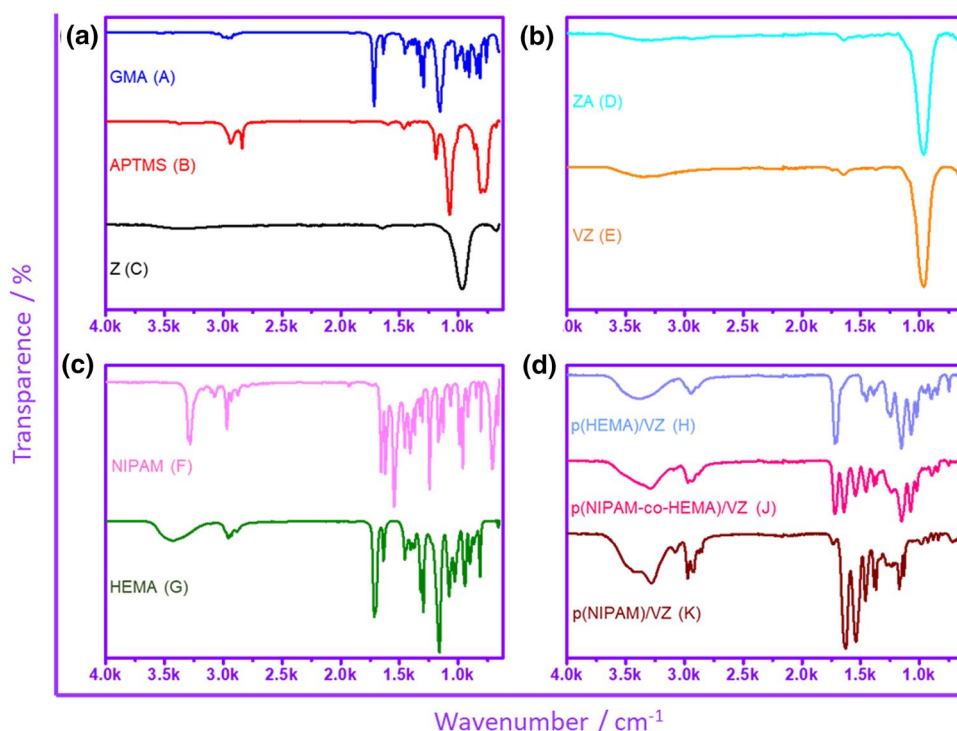 (a)
GMA (A)
APTMS (B)
Z (C)
4.0k 3.5k 3.0k 2.5k 2.0k 1.5k 1.0k
(b)
ZA (D)
VZ (E)
.0k 3.5k 3.0k 2.5k 2.0k 1.5k 1.0k
(c)
NIPAM (F)
HEMA (G)
4.0k 3.5k 3.0k 2.5k 2.0k 1.5k 1.0k
(d)
p(HEMA)/VZ (H)
p(NIPAM-co-HEMA)/VZ (J)
p(NIPAM)/VZ (K)
4.0k 3.5k 3.0k 2.5k 2.0k 1.5k 1.0k
Transparence / %
Wavenumber / cm⁻¹